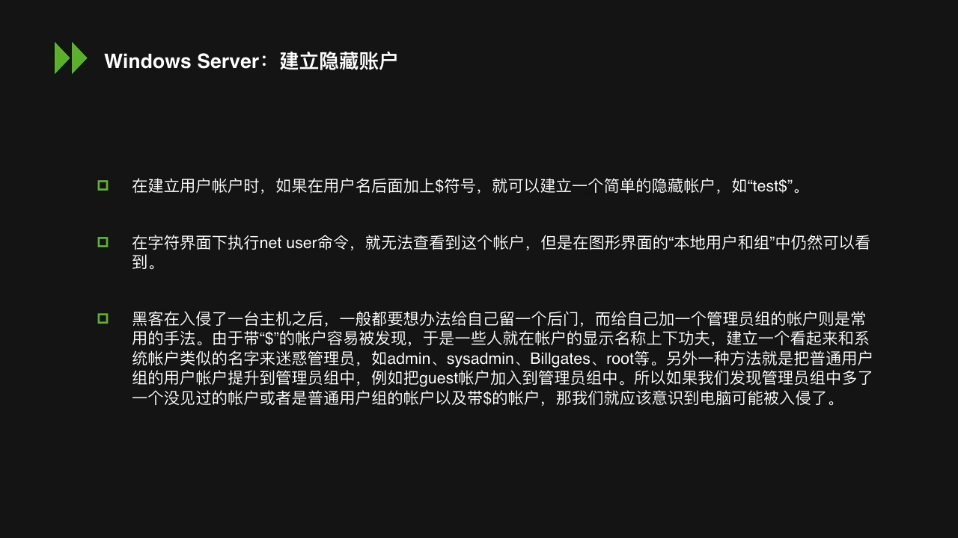 Windows Server：建立隐藏账户
在建立用户帐户时，如果在用户名后面加上$符号，就可以建立一个简单的隐藏帐户，如“test$”。
在字符界面下执行net user命令，就无法查看到这个帐户，但是在图形界面的“本地用户和组”中仍然可以看
到。
黑客在入侵了一台主机之后，一般都要想办法给自己留一个后门，而给自己加一个管理员组的帐户则是常
用的手法。由于带“$”的帐户容易被发现，于是一些人就在帐户的显示名称上下功夫，建立一个看起来和系
统帐户类似的名字来迷惑管理员，如admin、sysadmin、Billgates、root等。另外一种方法就是把普通用户
组的用户帐户提升到管理员组中，例如把guest帐户加入到管理员组中。所以如果我们发现管理员组中多了
一个没见过的帐户或者是普通用户组的帐户以及带$的帐户，那我们就应该意识到电脑可能被入侵了。